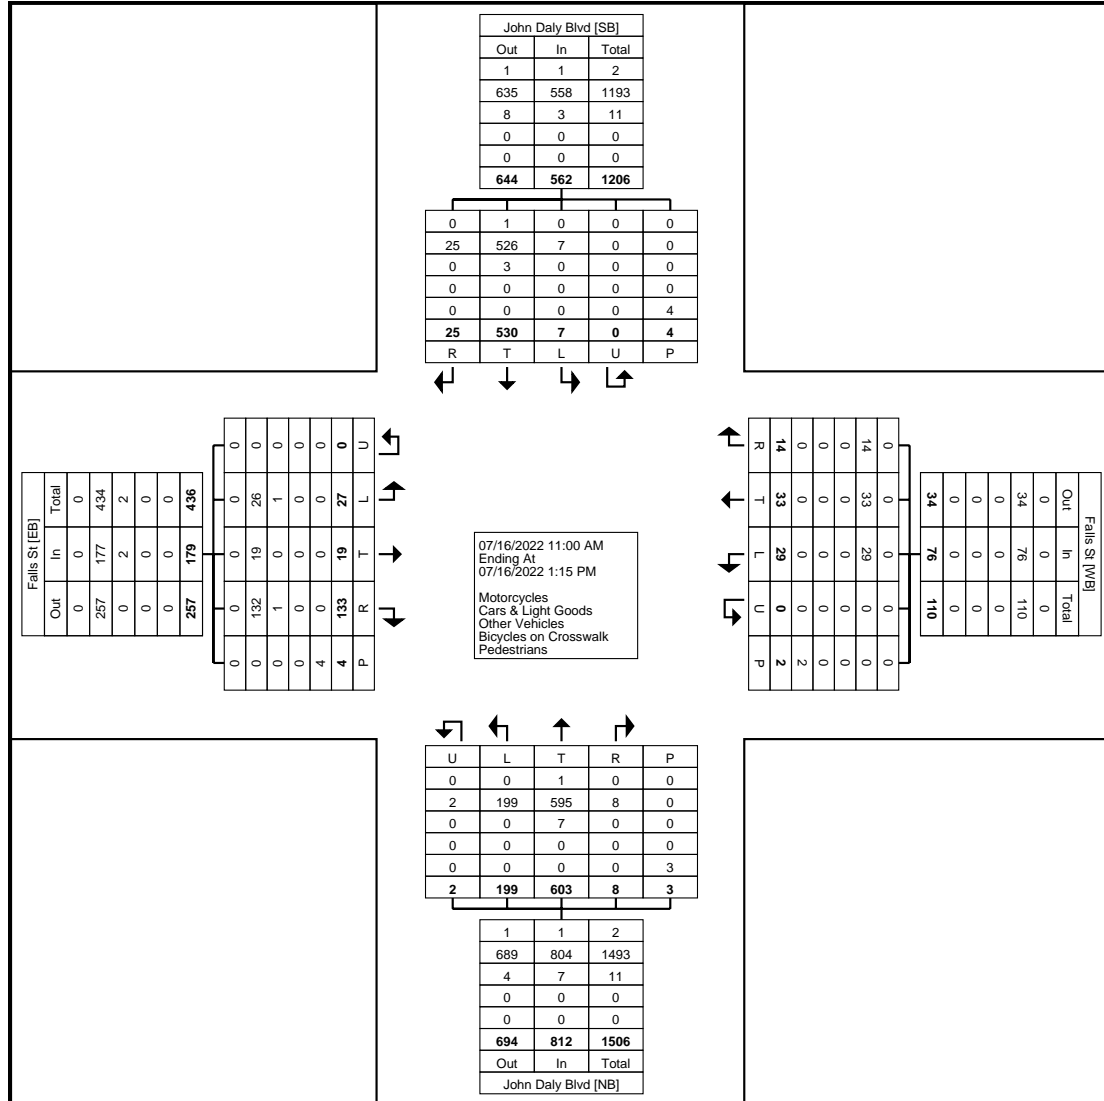 John Daly Blvd [SB]
Out In Total
1 1 2
635 558 1193
8 3 11
0 0 0
0 0 0
644 562 1206
0 1 0 0 0
25 526 7 0 0
0 3 0 0 0
0 0 0 0 0
0 0 0 0 4
25 530 7 0 4
R T L U P
Falls St [EB]
Total 0 434 2 0 0 436
In 0 177 2 0 0 179
Out 0 257 0 0 0 257
0 0 0 0 0 0 U
0 26 1 0 0 27 L
0 19 0 0 0 19 T
0 132 1 0 0 133 R
0 0 0 0 4 4 P
07/16/2022 11:00 AM
Ending At
07/16/2022 1:15 PM
Motorcycles
Cars & Light Goods
Other Vehicles
Bicycles on Crosswalk
Pedestrians
R 14 0 0 0 14 0
T 33 0 0 0 33 0
L 29 0 0 0 29 0
U 0 0 0 0 0 0
P 2 2 0 0 0 0
34 0 0 0 34 0 Out
76 0 0 0 76 0 In
110 0 0 0 110 0 Total
Falls St [WB]
U L T R P
0 0 1 0 0
2 199 595 8 0
0 0 7 0 0
0 0 0 0 0
0 0 0 0 3
2 199 603 8 3
1 1 2
689 804 1493
4 7 11
0 0 0
0 0 0
694 812 1506
Out In Total
John Daly Blvd [NB]